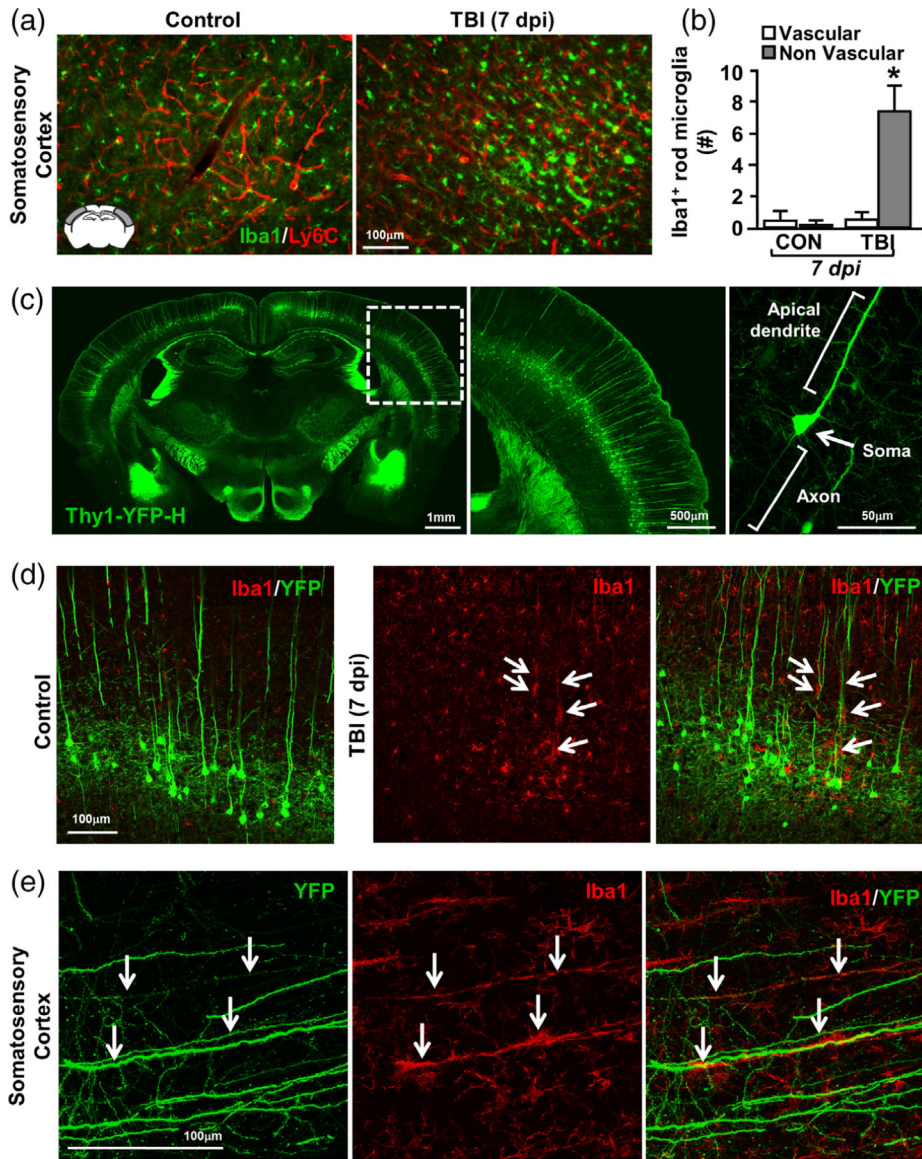 (a)
Control
TBI (7 dpi)
Somatosensory
Cortex
Iba1/Ly6C
100μm
(b)
Vascular
Non Vascular
Iba1+ rod microglia
(#)
10
8
6
4
2
0
*
CON
TBI
7 dpi
(c)
Thy1-YFP-H
1mm
500μm
Apical
dendrite
Soma
Axon
50μm
(d)
Control
Iba1/YFP
100μm
TBI (7 dpi)
Iba1
Iba1/YFP
(e)
Somatosensory
Cortex
YFP
100μm
Iba1
Iba1/YFP